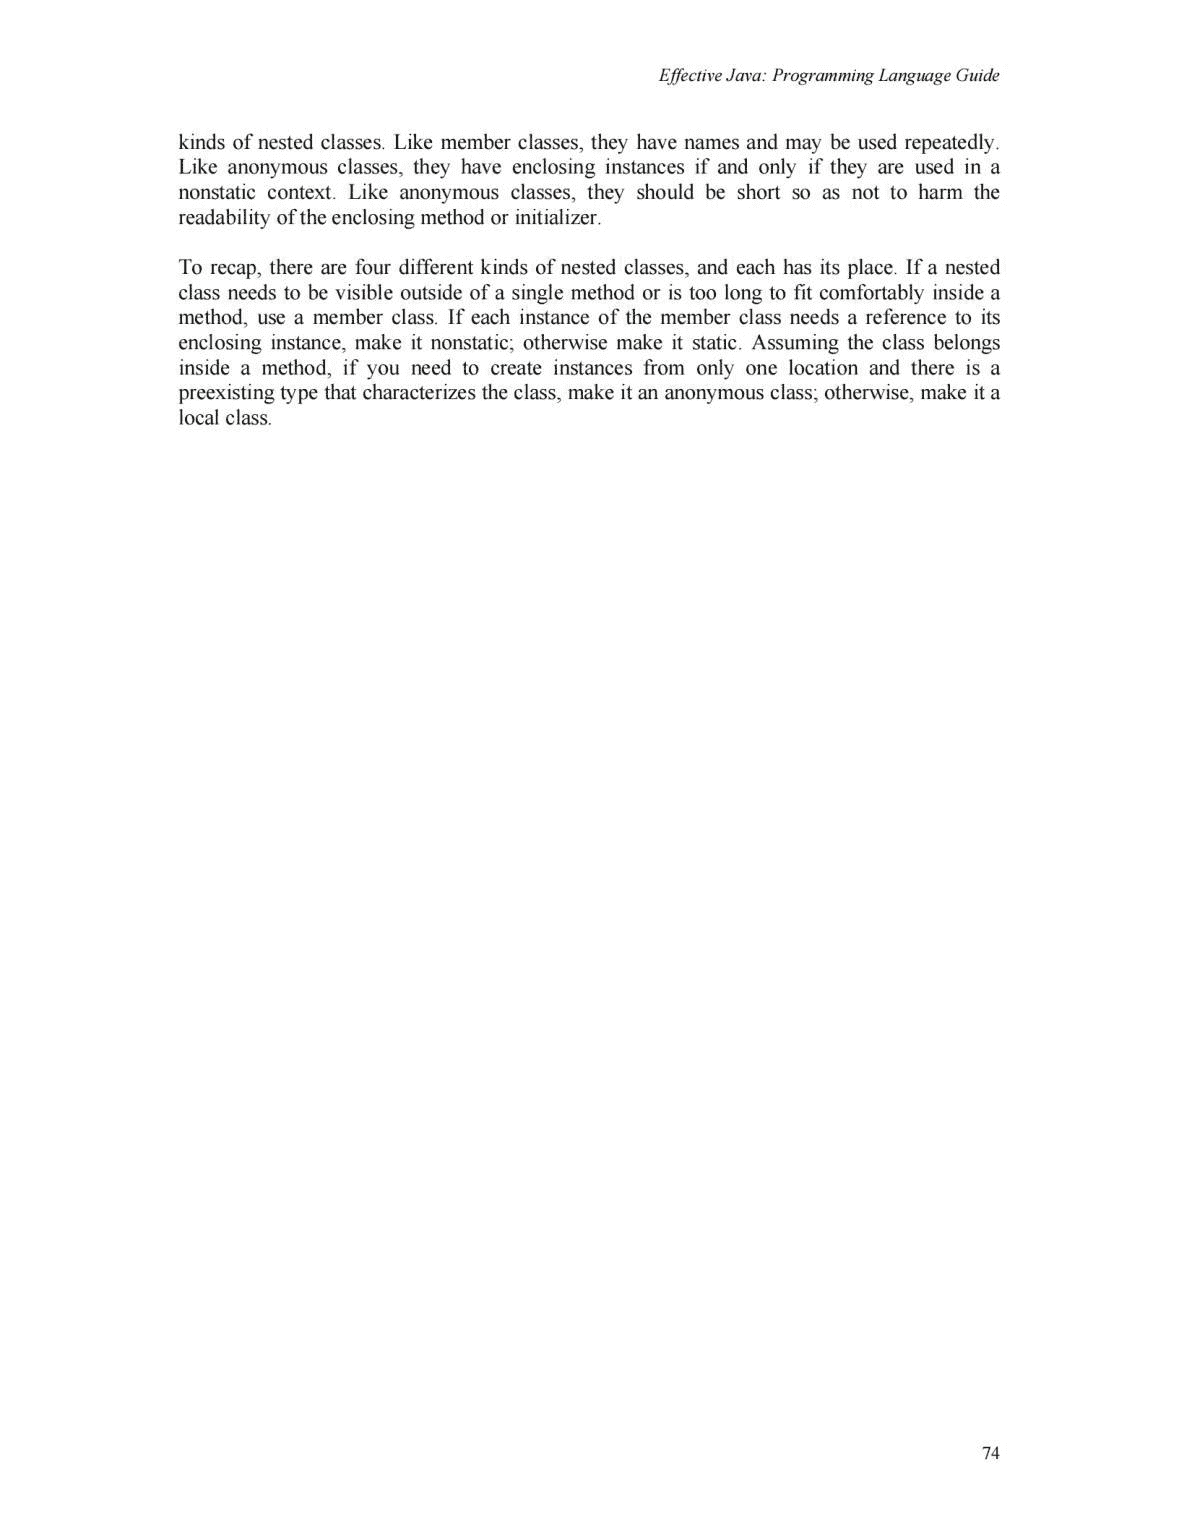 Effective Java: Programming Language Guide
kinds of nested classes. Like member classes, they have names and may be used repeatedly.
Like anonymous classes, they have enclosing instances if and only if they are used in a
nonstatic context. Like anonymous classes, they should be short so as not to harm the
readability of the enclosing method or initializer.
To recap, there are four different kinds of nested classes, and each has its place. If a nested
class needs to be visible outside of a single method or is too long to fit comfortably inside a
method, use a member class. If each instance of the member class needs a reference to its
enclosing instance, make it nonstatic; otherwise make it static. Assuming the class belongs
inside a method, if you need to create instances from only one location and there is a
preexisting type that characterizes the class, make it an anonymous class; otherwise, make it a
local class.
74